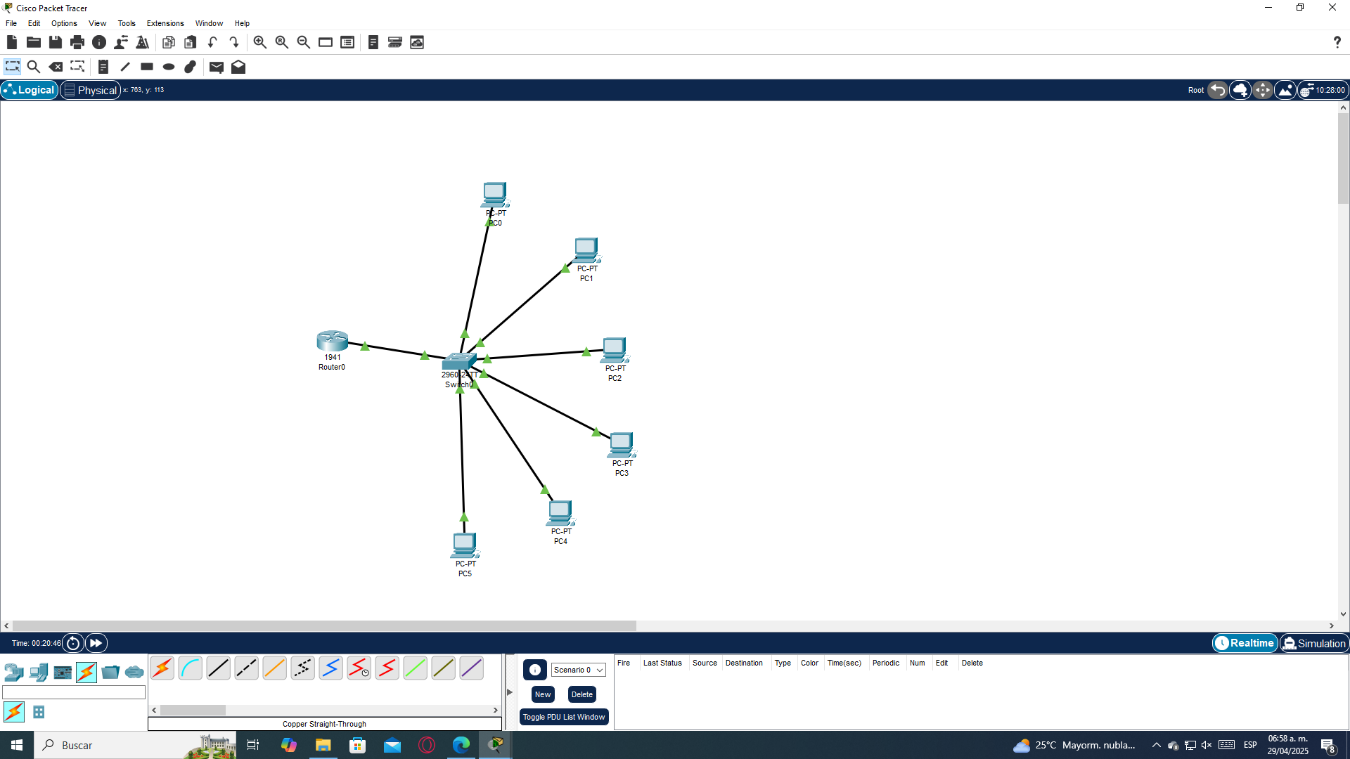 Cisco Packet Tracer
File Edit Options View Tools Extensions Window Help
?
Logical Physical x: 763, y: 113 Root 10:28:00
PC-PT
PC0
PC-PT
PC1
1941
Router0
PC-PT
PC2
2960-24TT
Switch0
PC-PT
PC3
PC-PT
PC4
PC-PT
PC5
Time: 00:20:46 Realtime Simulation
Scenario 0 Fire Last Status Source Destination Type Color Time(sec) Periodic Num Edit Delete
New Delete
Toggle PDU List Window
Copper Straight-Through
Buscar 25°C Mayorm. nubla... ESP 06:58 a. m.
29/04/2025 8